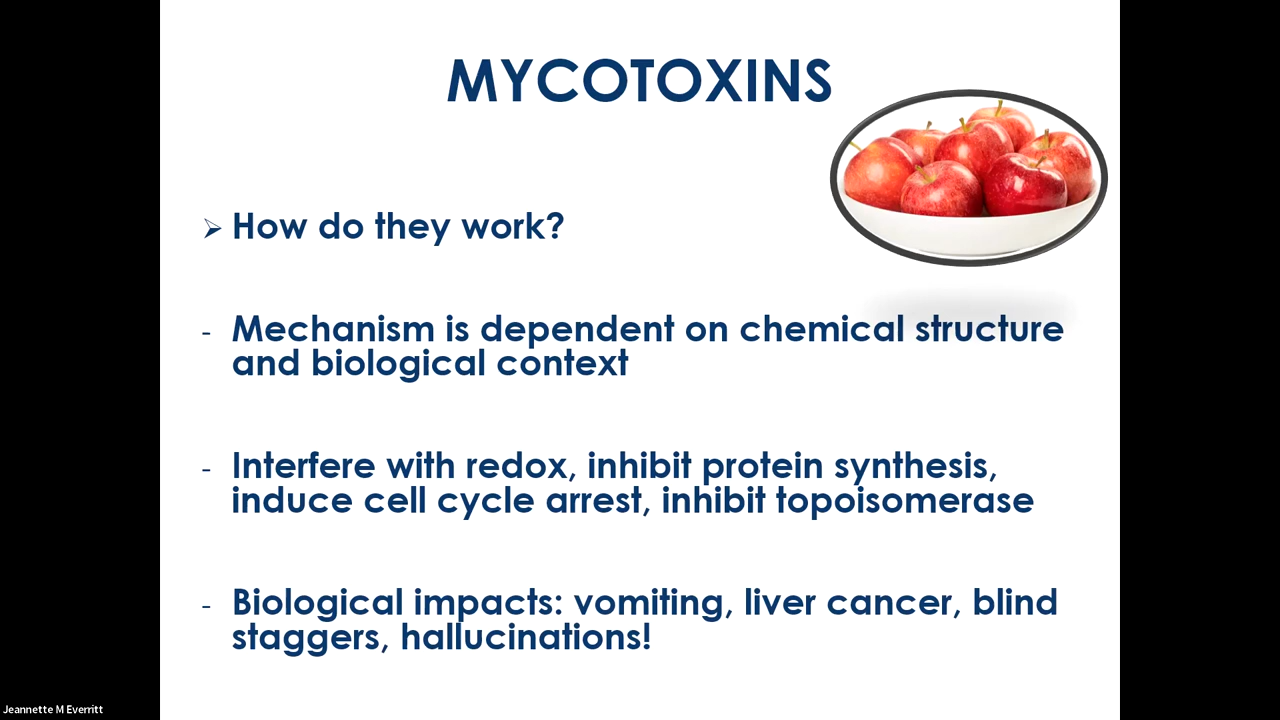 MYCOTOXINS
➢ How do they work?
- Mechanism is dependent on chemical structure
and biological context
- Interfere with redox, inhibit protein synthesis,
induce cell cycle arrest, inhibit topoisomerase
- Biological impacts: vomiting, liver cancer, blind
staggers, hallucinations!
Jeannette M Everritt